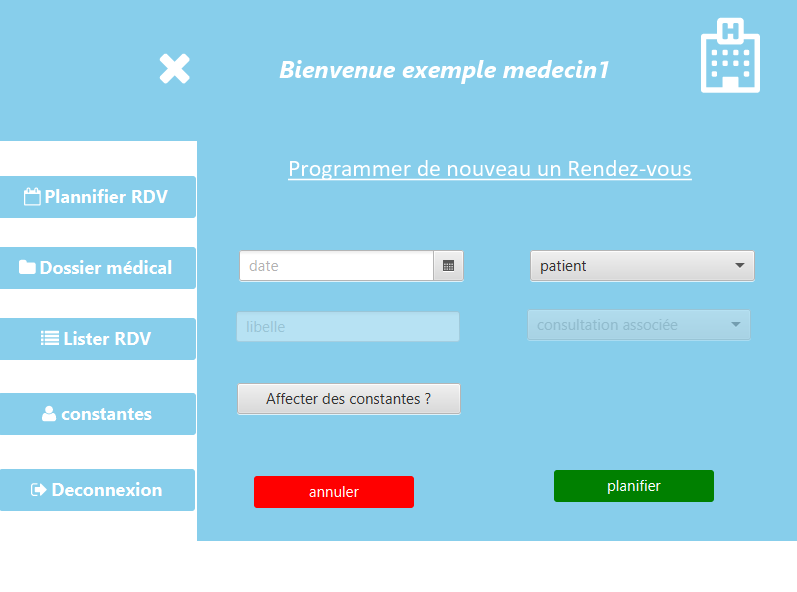 H
Bienvenue exemple medecin1
Programmer de nouveau un Rendez-vous
Plannifier RDV
Dossier médical
Lister RDV
constantes
Deconnexion
date
patient
libelle
consultation associée
Affecter des constantes ?
annuler
planifier